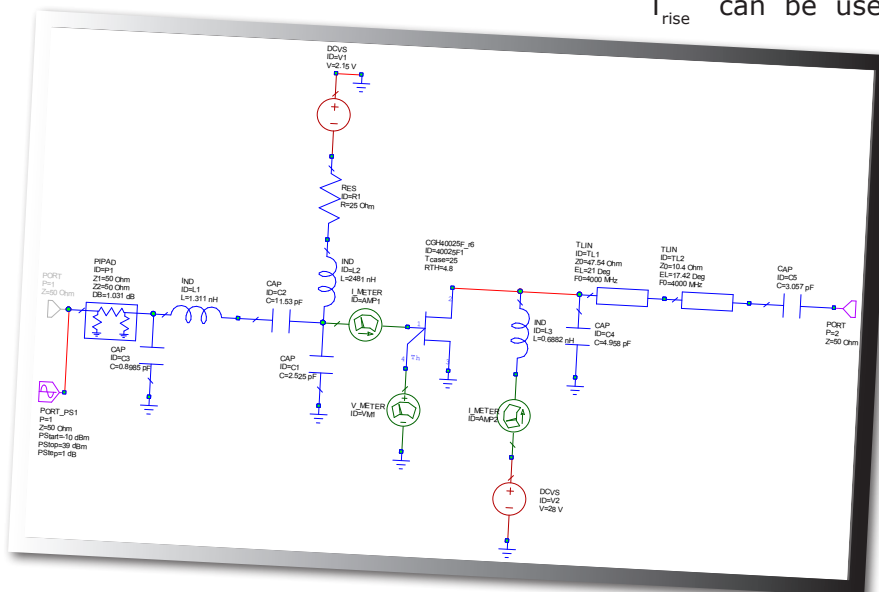 T rise can be use
DCVS
ID=V1
V=2.15 V
RES
ID=R1
R=25 Ohm
IND
ID=L2
L=2481 nH
CGH40025F_r6
ID=40025F1
Tcase=25
RTH=4.8
PORT
P=1
Z=50 Ohm
PIPAD
ID=P1
Z1=50 Ohm
Z2=50 Ohm
DB=1.031 dB
IND
ID=L1
L=1.311 nH
CAP
ID=C2
C=11.53 pF
I_METER
ID=AMP1
TLIN
ID=TL1
Z0=47.54 Ohm
EL=21 Deg
F0=4000 MHz
TLIN
ID=TL2
Z0=10.4 Ohm
EL=17.42 Deg
F0=4000 MHz
CAP
ID=C5
C=3.057 pF
PORT
P=2
Z=50 Ohm
CAP
ID=C3
C=0.8985 pF
CAP
ID=C1
C=2.525 pF
1
2
3
4
Tb
IND
ID=L3
L=0.6882 nH
CAP
ID=C4
C=4.958 pF
PORT_PS1
P=1
Z=50 Ohm
PStart=-10 dBm
PStop=39 dBm
PStep=1 dB
V_METER
ID=VM1
I_METER
ID=AMP2
DCVS
ID=V2
V=28 V